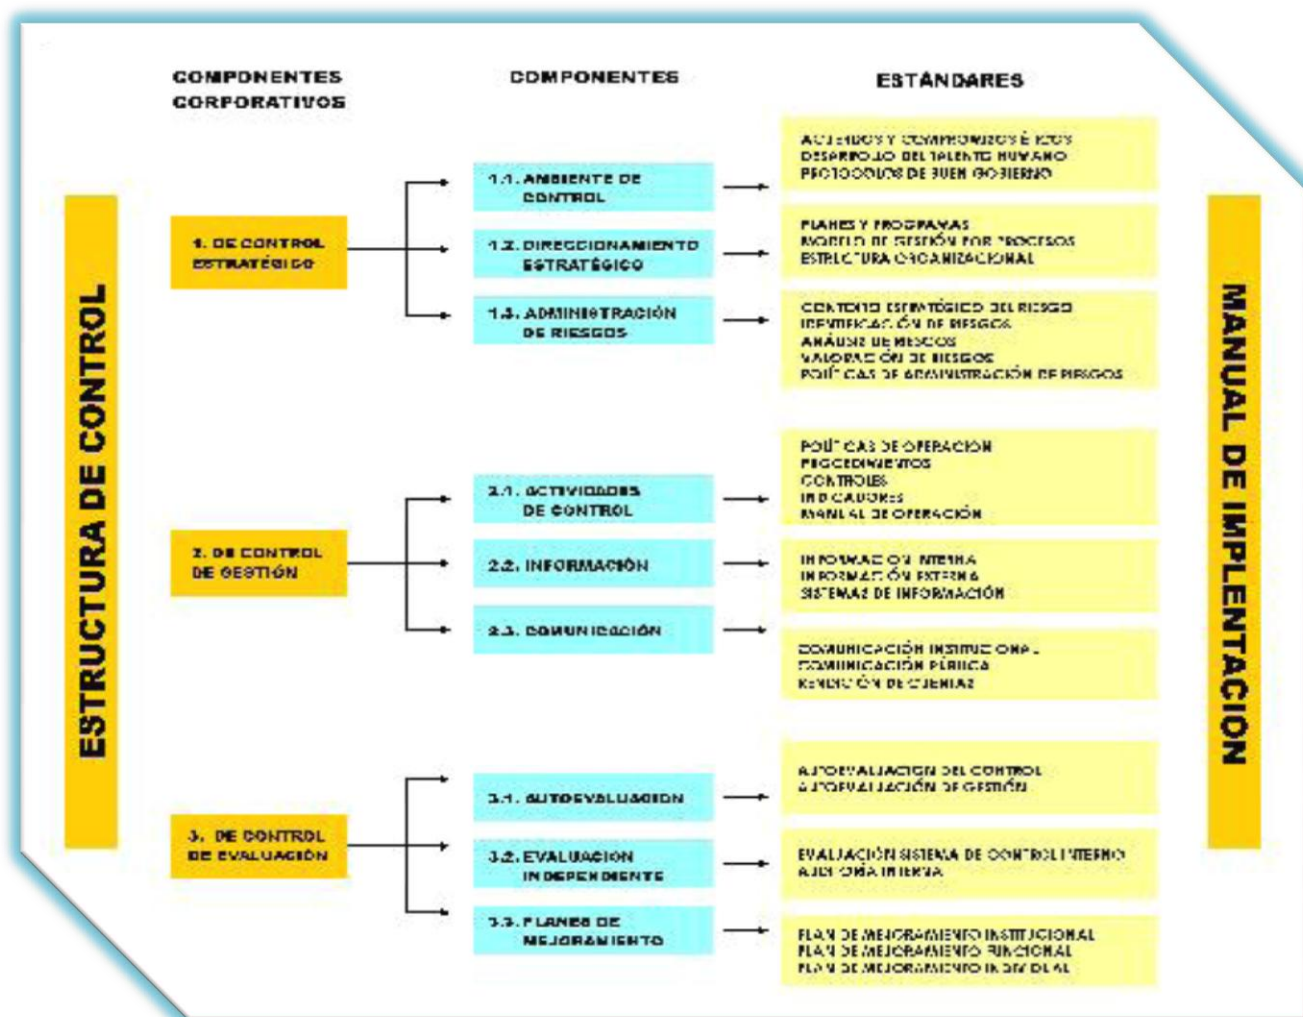 COMPONENTES
CORPORATIVOS
COMPONENTES
ESTÁNDARES
ESTRUCTURA DE CONTROL
1. DE CONTROL
ESTRATÉGICO
1.1. AMBIENTE DE
CONTROL
ACUERDOS Y COMPROMISOS ÉTICOS
DESARROLLO DEL TALENTO HUMANO
PROTOCOLOS DE BUEN GOBIERNO
1.2. DIRECCIONAMIENTO
ESTRATÉGICO
PLANES Y PROGRAMAS
MODELO DE GESTIÓN POR PROCESOS
ESTRUCTURA ORGANIZACIONAL
1.3. ADMINISTRACIÓN
DE RIESGOS
CONTEXTO ESTRATÉGICO DEL RIESGO
IDENTIFICACIÓN DE RIESGOS
ANÁLISIS DE RIESGOS
VALORACIÓN DE RIESGOS
POLÍTICAS DE ADMINISTRACIÓN DE RIESGOS
2. DE CONTROL
DE GESTIÓN
2.1. ACTIVIDADES
DE CONTROL
POLÍTICAS DE OPERACIÓN
PROCEDIMIENTOS
CONTROLES
INDICADORES
MANUAL DE OPERACIÓN
2.2. INFORMACIÓN
INFORMACIÓN INTERNA
INFORMACIÓN EXTERNA
SISTEMAS DE INFORMACIÓN
2.3. COMUNICACIÓN
COMUNICACIÓN INSTITUCIONAL
COMUNICACIÓN PÚBLICA
RENDICIÓN DE CUENTAS
3. DE CONTROL
DE EVALUACIÓN
3.1. AUTOEVALUACION
AUTOEVALUACIÓN DEL CONTROL
AUTOEVALUACIÓN DE GESTIÓN
3.2. EVALUACION
INDEPENDIENTE
EVALUACIÓN SISTEMA DE CONTROL INTERNO
AUDITORÍA INTERNA
3.3. PLANES DE
MEJORAMIENTO
PLAN DE MEJORAMIENTO INSTITUCIONAL
PLAN DE MEJORAMIENTO FUNCIONAL
PLAN DE MEJORAMIENTO INDIVIDUAL
MANUAL DE IMPLENTACION